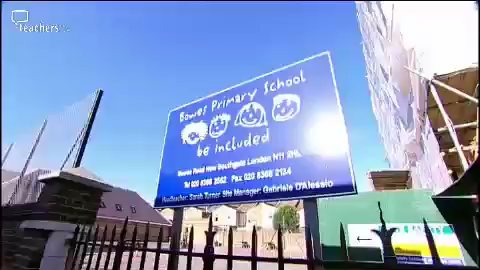 Teachers
Bowes Primary School
be included
Bowes Road New Southgate London N11 2HL
Tel 020 8368 2552 Fax 020 8368 2134
Headteacher: Sarah Turner Site Manager: Gabriele D'Alessio